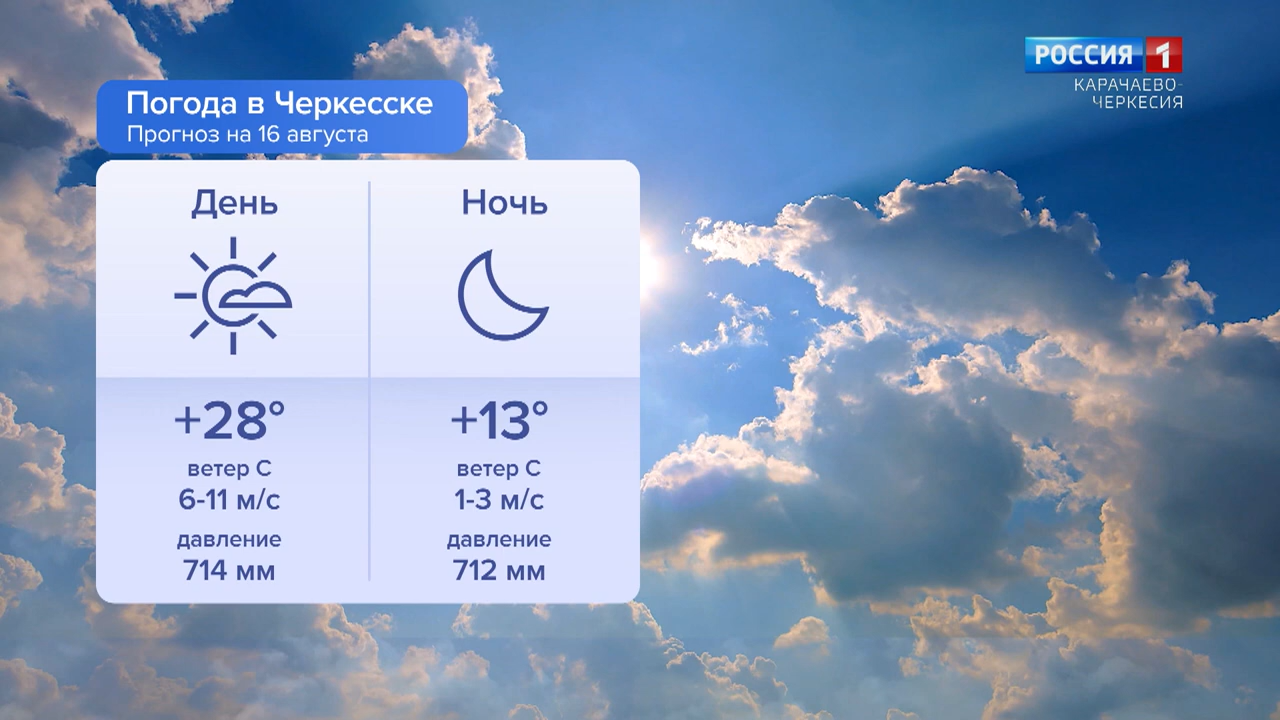 РОССИЯ 1
КАРАЧАЕВО-
ЧЕРКЕСИЯ
Погода в Черкесске
Прогноз на 16 августа
День
+28°
ветер С
6-11 м/с
давление
714 мм
Ночь
+13°
ветер С
1-3 м/с
давление
712 мм